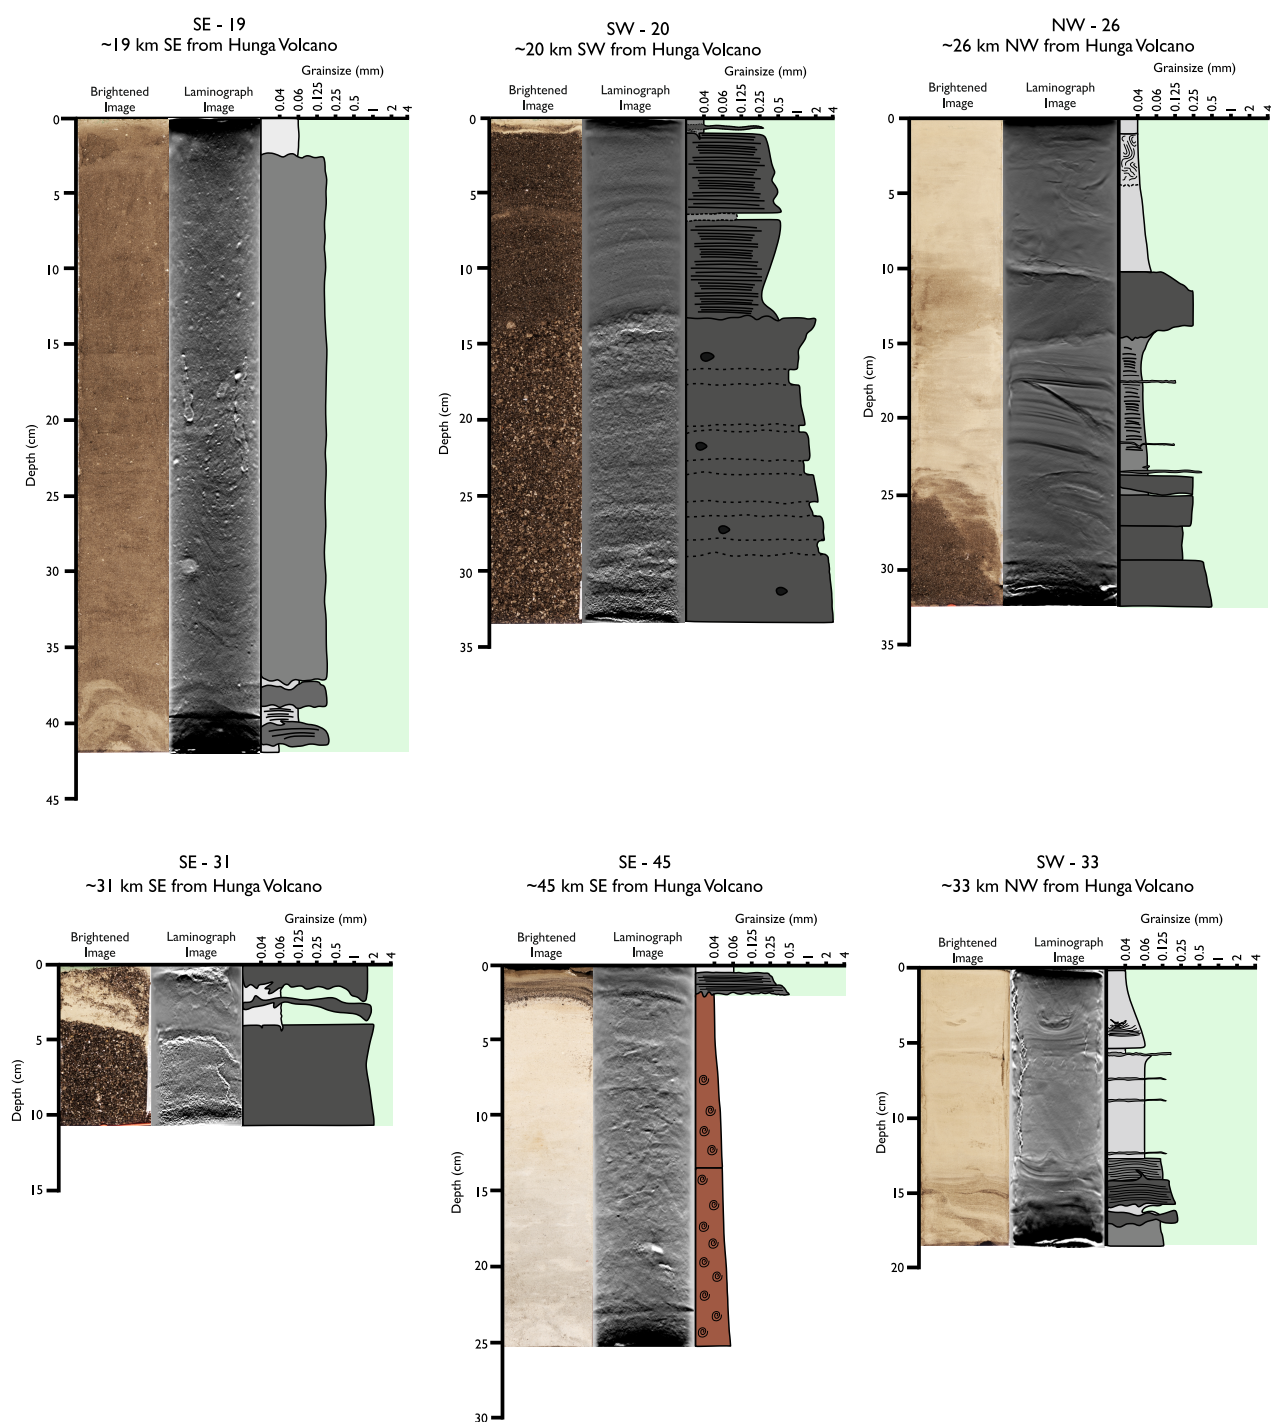 SE - 19
~19 km SE from Hunga Volcano
Grainsize (mm)
Brightened
Image
Laminograph
Image
0.04
0.06
0.125
0.25
0.5
1
2
4
Depth (cm)
0
5
10
15
20
25
30
35
40
45
SW - 20
~20 km SW from Hunga Volcano
Grainsize (mm)
Brightened
Image
Laminograph
Image
0.04
0.06
0.125
0.25
0.5
1
2
4
Depth (cm)
0
5
10
15
20
25
30
35
NW - 26
~26 km NW from Hunga Volcano
Grainsize (mm)
Brightened
Image
Laminograph
Image
0.04
0.06
0.125
0.25
0.5
1
2
4
Depth (cm)
0
5
10
15
20
25
30
35
SE - 31
~31 km SE from Hunga Volcano
Grainsize (mm)
Brightened
Image
Laminograph
Image
0.04
0.06
0.125
0.25
0.5
1
2
4
Depth (cm)
0
5
10
15
SE - 45
~45 km SE from Hunga Volcano
Grainsize (mm)
Brightened
Image
Laminograph
Image
0.04
0.06
0.125
0.25
0.5
1
2
4
Depth (cm)
0
5
10
15
20
25
30
SW - 33
~33 km NW from Hunga Volcano
Grainsize (mm)
Brightened
Image
Laminograph
Image
0.04
0.06
0.125
0.25
0.5
1
2
4
Depth (cm)
0
5
10
15
20